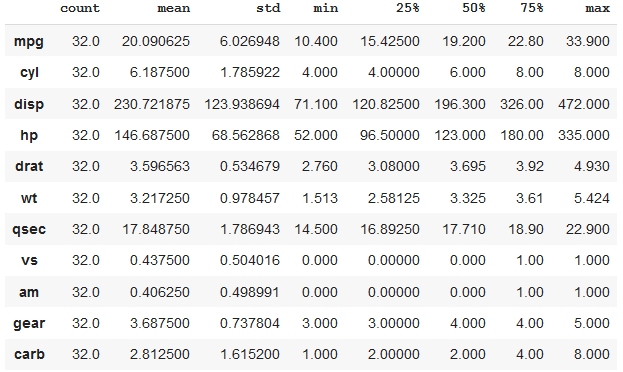 count mean std min 25% 50% 75% max
mpg 32.0 20.090625 6.026948 10.400 15.42500 19.200 22.80 33.900
cyl 32.0 6.187500 1.785922 4.000 4.00000 6.000 8.00 8.000
disp 32.0 230.721875 123.938694 71.100 120.82500 196.300 326.00 472.000
hp 32.0 146.687500 68.562868 52.000 96.50000 123.000 180.00 335.000
drat 32.0 3.596563 0.534679 2.760 3.08000 3.695 3.92 4.930
wt 32.0 3.217250 0.978457 1.513 2.58125 3.325 3.61 5.424
qsec 32.0 17.848750 1.786943 14.500 16.89250 17.710 18.90 22.900
vs 32.0 0.437500 0.504016 0.000 0.00000 0.000 1.00 1.000
am 32.0 0.406250 0.498991 0.000 0.00000 0.000 1.00 1.000
gear 32.0 3.687500 0.737804 3.000 3.00000 4.000 4.00 5.000
carb 32.0 2.812500 1.615200 1.000 2.00000 2.000 4.00 8.000